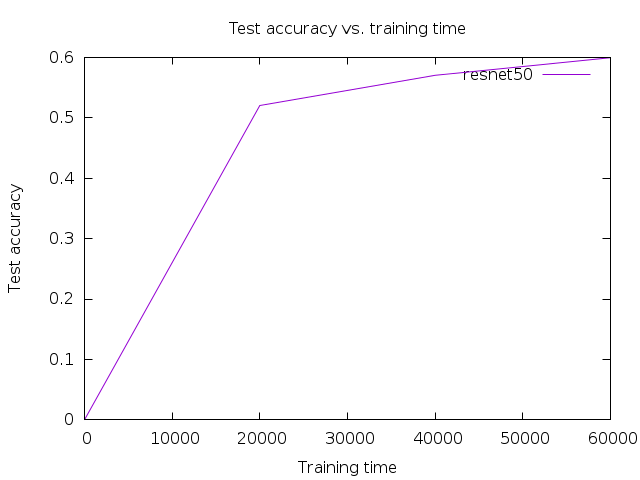 Test accuracy vs. training time
0.6
resnet50
0.5
0.4
0.3
0.2
0.1
0
Test accuracy
0 10000 20000 30000 40000 50000 60000
Training time